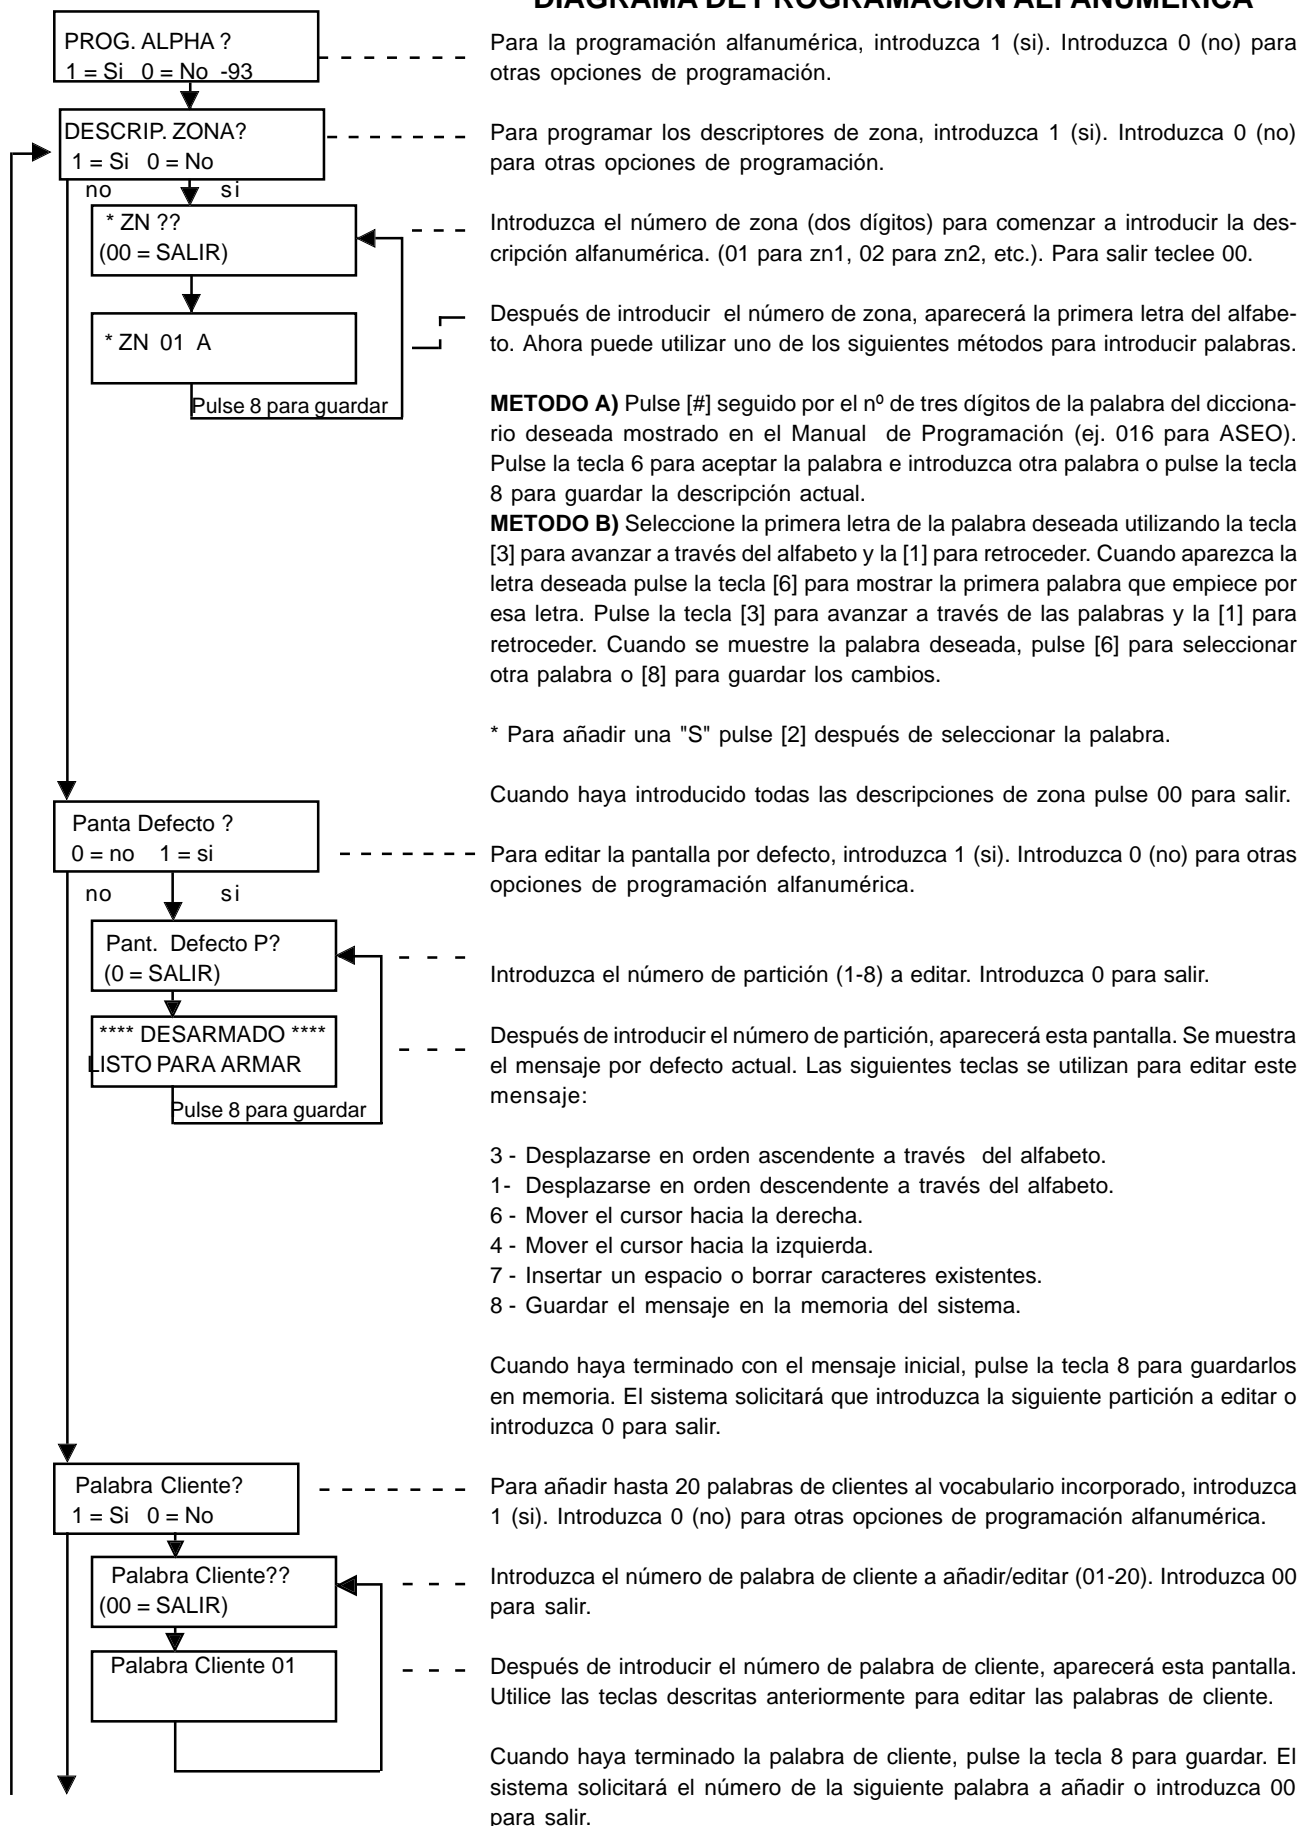 DIAGRAMA DE PROGRAMACION ALFANUMERICA
PROG. ALPHA ?
1 = Si 0 = No -93
Para la programación alfanumérica, introduzca 1 (si). Introduzca 0 (no) para
otras opciones de programación.
DESCRIP. ZONA?
1 = Si 0 = No
no si
Para programar los descriptores de zona, introduzca 1 (si). Introduzca 0 (no)
para otras opciones de programación.
* ZN ??
(00 = SALIR)
Introduzca el número de zona (dos dígitos) para comenzar a introducir la des-
cripción alfanumérica. (01 para zn1, 02 para zn2, etc.). Para salir teclee 00.
* ZN 01 A
Pulse 8 para guardar
Después de introducir el número de zona, aparecerá la primera letra del alfabe-
to. Ahora puede utilizar uno de los siguientes métodos para introducir palabras.
METODO A) Pulse [#] seguido por el nº de tres dígitos de la palabra del dicciona-
rio deseada mostrado en el Manual de Programación (ej. 016 para ASEO).
Pulse la tecla 6 para aceptar la palabra e introduzca otra palabra o pulse la tecla
8 para guardar la descripción actual.
METODO B) Seleccione la primera letra de la palabra deseada utilizando la tecla
[3] para avanzar a través del alfabeto y la [1] para retroceder. Cuando aparezca la
letra deseada pulse la tecla [6] para mostrar la primera palabra que empiece por
esa letra. Pulse la tecla [3] para avanzar a través de las palabras y la [1] para
retroceder. Cuando se muestre la palabra deseada, pulse [6] para seleccionar
otra palabra o [8] para guardar los cambios.
* Para añadir una "S" pulse [2] después de seleccionar la palabra.
Cuando haya introducido todas las descripciones de zona pulse 00 para salir.
Panta Defecto ?
0 = no 1 = si
no si
Para editar la pantalla por defecto, introduzca 1 (si). Introduzca 0 (no) para otras
opciones de programación alfanumérica.
Pant. Defecto P?
(0 = SALIR)
Introduzca el número de partición (1-8) a editar. Introduzca 0 para salir.
**** DESARMADO ****
LISTO PARA ARMAR
Pulse 8 para guardar
Después de introducir el número de partición, aparecerá esta pantalla. Se muestra
el mensaje por defecto actual. Las siguientes teclas se utilizan para editar este
mensaje:
3 - Desplazarse en orden ascendente a través del alfabeto.
1- Desplazarse en orden descendente a través del alfabeto.
6 - Mover el cursor hacia la derecha.
4 - Mover el cursor hacia la izquierda.
7 - Insertar un espacio o borrar caracteres existentes.
8 - Guardar el mensaje en la memoria del sistema.
Cuando haya terminado con el mensaje inicial, pulse la tecla 8 para guardarlos
en memoria. El sistema solicitará que introduzca la siguiente partición a editar o
introduzca 0 para salir.
Palabra Cliente?
1 = Si 0 = No
Para añadir hasta 20 palabras de clientes al vocabulario incorporado, introduzca
1 (si). Introduzca 0 (no) para otras opciones de programación alfanumérica.
Palabra Cliente??
(00 = SALIR)
Introduzca el número de palabra de cliente a añadir/editar (01-20). Introduzca 00
para salir.
Palabra Cliente 01
Después de introducir el número de palabra de cliente, aparecerá esta pantalla.
Utilice las teclas descritas anteriormente para editar las palabras de cliente.
Cuando haya terminado la palabra de cliente, pulse la tecla 8 para guardar. El
sistema solicitará el número de la siguiente palabra a añadir o introduzca 00
para salir.